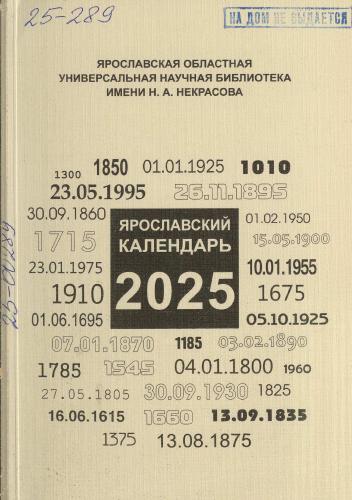 25-289
НА ДОМ НЕ ВЫДАЕТСЯ
ЯРОСЛАВСКАЯ ОБЛАСТНАЯ
УНИВЕРСАЛЬНАЯ НАУЧНАЯ БИБЛИОТЕКА
ИМЕНИ Н. А. НЕКРАСОВА
1300 1850 01.01.1925 1010
23.05.1995 26.11.1895
30.09.1860 01.02.1950
1715 15.05.1900
ЯРОСЛАВСКИЙ
КАЛЕНДАРЬ
2025
23.01.1975 10.01.1955
1910 1675
01.06.1695 05.10.1925
07.01.1870 1185 03.02.1890
1785 1545 04.01.1800 1960
27.05.1805 30.09.1930 1825
16.06.1615 1660 13.09.1835
1375 13.08.1875